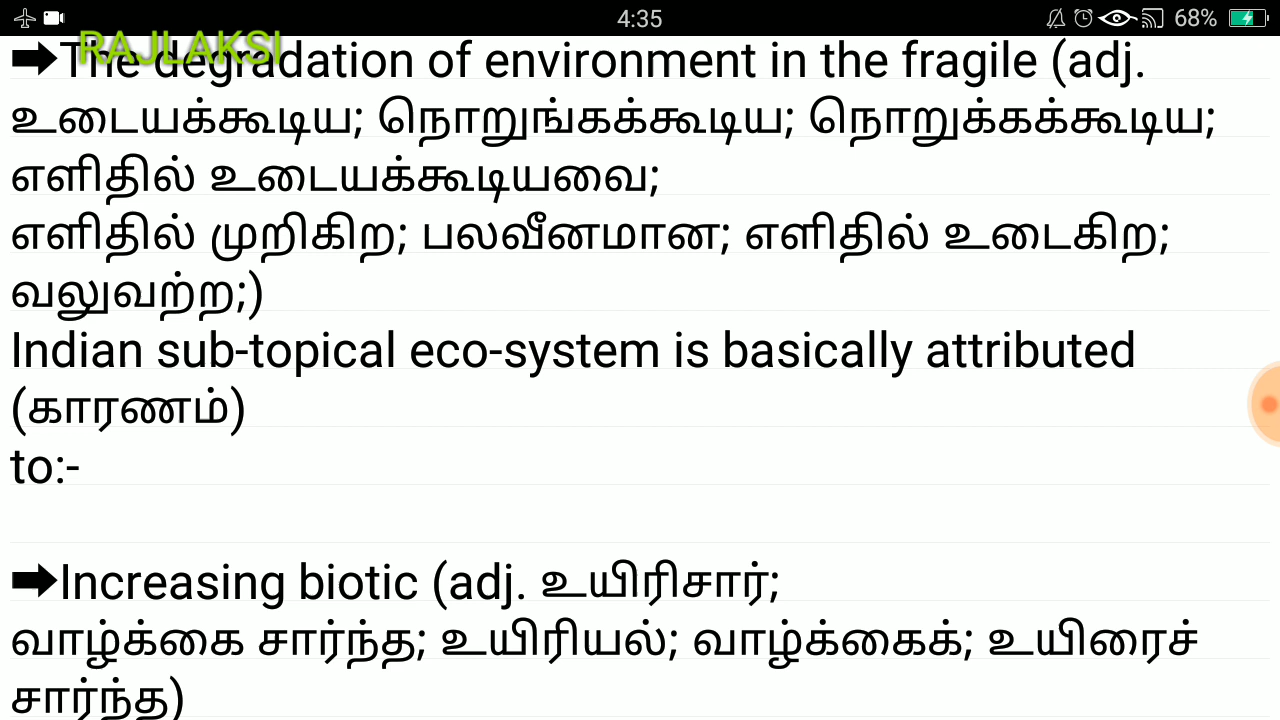 4:35
68%
RAJLAKSI
➡The degradation of environment in the fragile (adj.
உடையக்கூடிய; நொறுங்கக்கூடிய; நொறுக்கக்கூடிய;
எளிதில் உடையக்கூடியவை;
எளிதில் முறிகிற; பலவீனமான; எளிதில் உடைகிற;
வலுவற்ற;)
Indian sub-topical eco-system is basically attributed
(காரணம்)
to:-
➡Increasing biotic (adj. உயிரிசார்;
வாழ்க்கை சார்ந்த; உயிரியல்; வாழ்க்கைக்; உயிரைச்
சார்ந்த)